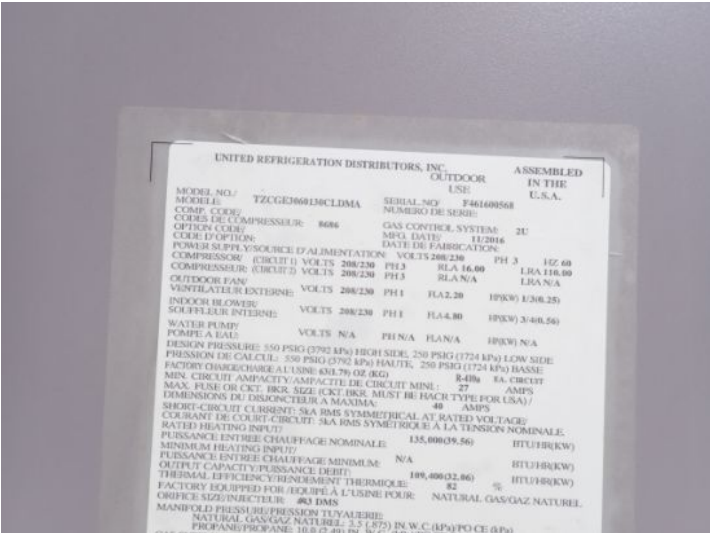 UNITED REFRIGERATION DISTRIBUTORS, INC. ASSEMBLED
OUTDOOR IN THE
USE U.S.A.
MODEL NO./
MODELE: TZCGE3060130CLDMA SERIAL.NO/ F461600568
COMP. CODE/ NUMERO DE SERIE:
CODES DE COMPRESSEUR: 8686 GAS CONTROL SYSTEM: 2U
OPTION CODE/ MFG. DATE/ 11/2016
CODE D'OPTION: DATE DE FABRICATION:
POWER SUPPLY/SOURCE D'ALIMENTATION: VOLTS 208/230 PH 3 HZ 60
COMPRESSOR/ (CIRCUIT 1) VOLTS 208/230 PH 3 RLA 16.00 LRA 110.00
COMPRESSEUR: (CIRCUIT 2) VOLTS 208/230 PH 3 RLA N/A LRA N/A
OUTDOOR FAN/
VENTILATEUR EXTERNE: VOLTS 208/230 PH 1 FLA 2.20 HP(KW) 1/3(0.25)
INDOOR BLOWER/
SOUFFLEUR INTERNE: VOLTS 208/230 PH 1 FLA 4.80 HP(KW) 3/4(0.56)
WATER PUMP/
POMPE A EAU: VOLTS N/A PH N/A FLA N/A HP(KW) N/A
DESIGN PRESSURE: 550 PSIG (3792 kPa) HIGH SIDE, 250 PSIG (1724 kPa) LOW SIDE
PRESSION DE CALCUL: 550 PSIG (3792 kPa) HAUTE, 250 PSIG (1724 kPa) BASSE
FACTORY CHARGE/CHARGE A L'USINE: 63(1.79) OZ (KG) R-410a EA. CIRCUIT
MIN. CIRCUIT AMPACITY/AMPACITE DE CIRCUIT MINI.: 27 AMPS
MAX. FUSE OR CKT. BKR. SIZE (CKT.BKR. MUST BE HACR TYPE FOR USA)/
DIMENSIONS DU DISJONCTEUR A MAXIMA: 40 AMPS
SHORT-CIRCUIT CURRENT: 5kA RMS SYMMETRICAL AT RATED VOLTAGE/
COURANT DE COURT-CIRCUIT: 5kA RMS SYMÉTRIQUE À LA TENSION NOMINALE.
RATED HEATING INPUT/
PUISSANCE ENTREE CHAUFFAGE NOMINALE: 135,000(39.56) BTU/HR(KW)
MINIMUM HEATING INPUT/
PUISSANCE ENTREE CHAUFFAGE MINIMUM: N/A BTU/HR(KW)
OUTPUT CAPACITY/PUISSANCE DEBIT: 109,400(32.06) BTU/HR(KW)
THERMAL EFFICIENCY/RENDEMENT THERMIQUE: 82 %
FACTORY EQUIPPED FOR /EQUIPÉ À L'USINE POUR: NATURAL GAS/GAZ NATUREL
ORIFICE SIZE/INJECTEUR: #43 DMS
MANIFOLD PRESSURE/PRESSION TUYAUERIE:
NATURAL GAS/GAZ NATUREL: 3.5 (.875) IN.W.C.(kPa)/PO CE (kPa)
PROPANE/PROPANE: 10.0 (2.49) IN.